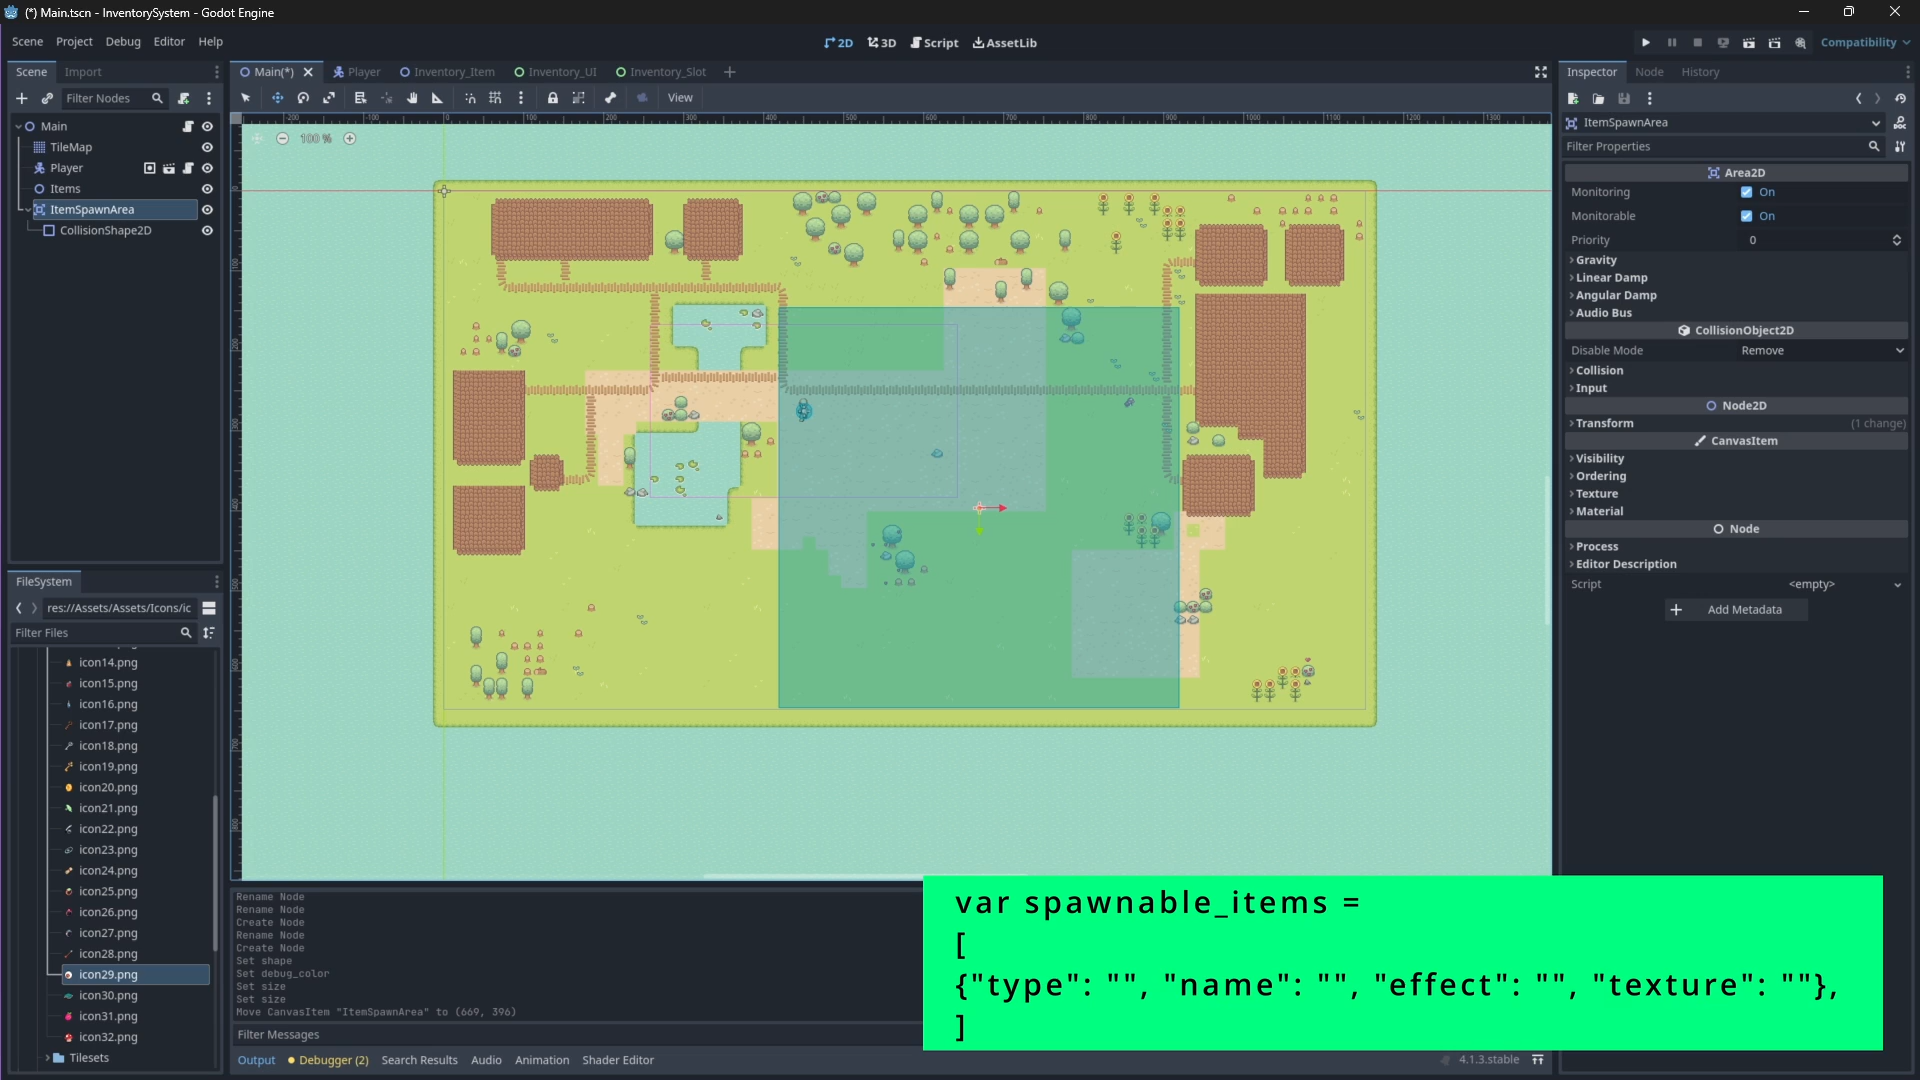 (*) Main.tscn - InventorySystem - Godot Engine
Scene Project Debug Editor Help
2D 3D Script AssetLib
Compatibility
Scene Import
Main(*) Player Inventory_Item Inventory_UI Inventory_Slot
Inspector Node History
Filter Nodes
View
Main
TileMap
Player
Items
ItemSpawnArea
CollisionShape2D
100 %
ItemSpawnArea
Filter Properties
Area2D
Monitoring On
Monitorable On
Priority 0
Gravity
Linear Damp
Angular Damp
Audio Bus
CollisionObject2D
Disable Mode Remove
Collision
Input
Node2D
Transform (1 change)
CanvasItem
Visibility
Ordering
Texture
Material
Node
Process
Editor Description
Script <empty>
Add Metadata
FileSystem
res://Assets/Assets/Icons/ic
Filter Files
icon14.png
icon15.png
icon16.png
icon17.png
icon18.png
icon19.png
icon20.png
icon21.png
icon22.png
icon23.png
icon24.png
icon25.png
icon26.png
icon27.png
icon28.png
icon29.png
icon30.png
icon31.png
icon32.png
Tilesets
Rename Node
Rename Node
Create Node
Rename Node
Create Node
Set shape
Set debug_color
Set size
Set size
Move CanvasItem "ItemSpawnArea" to (669, 396)
Filter Messages
Output Debugger (2) Search Results Audio Animation Shader Editor
4.1.3.stable
var spawnable_items =
[
{"type": "", "name": "", "effect": "", "texture": ""},
]